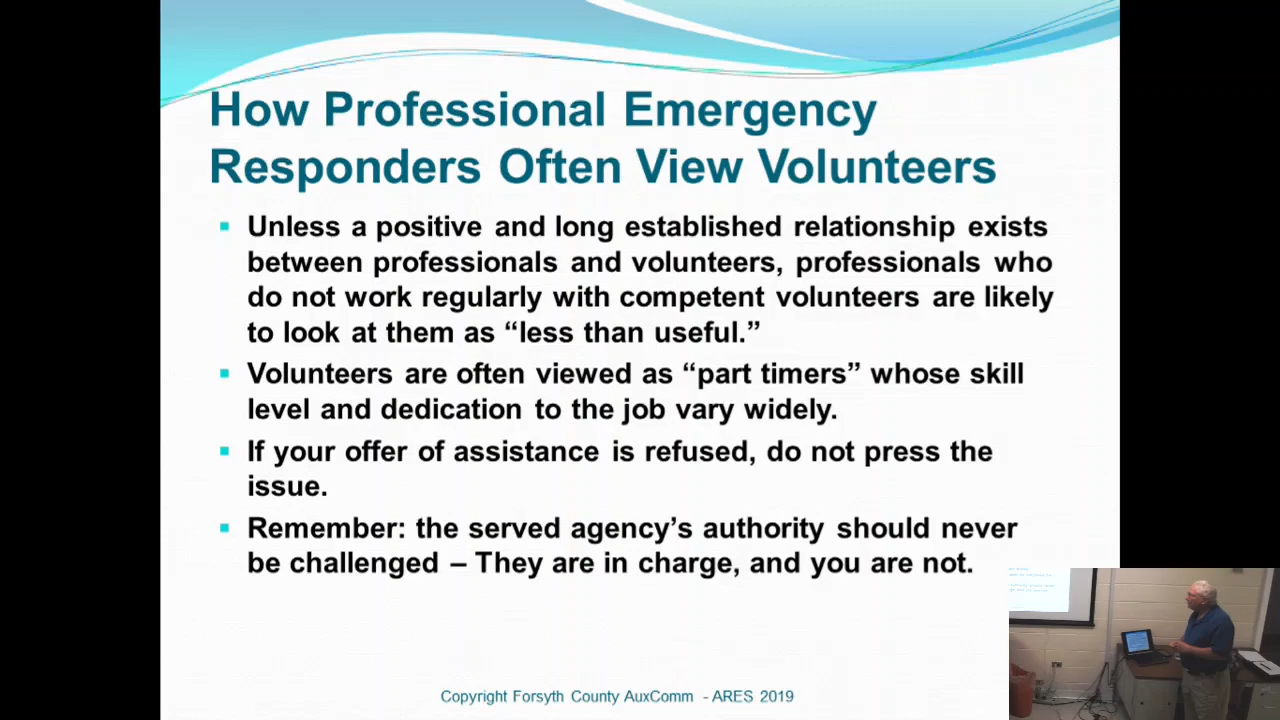 How Professional Emergency
Responders Often View Volunteers
Unless a positive and long established relationship exists
between professionals and volunteers, professionals who
do not work regularly with competent volunteers are likely
to look at them as “less than useful.”
Volunteers are often viewed as “part timers” whose skill
level and dedication to the job vary widely.
If your offer of assistance is refused, do not press the
issue.
Remember: the served agency’s authority should never
be challenged – They are in charge, and you are not.
Copyright Forsyth County AuxComm - ARES 2019